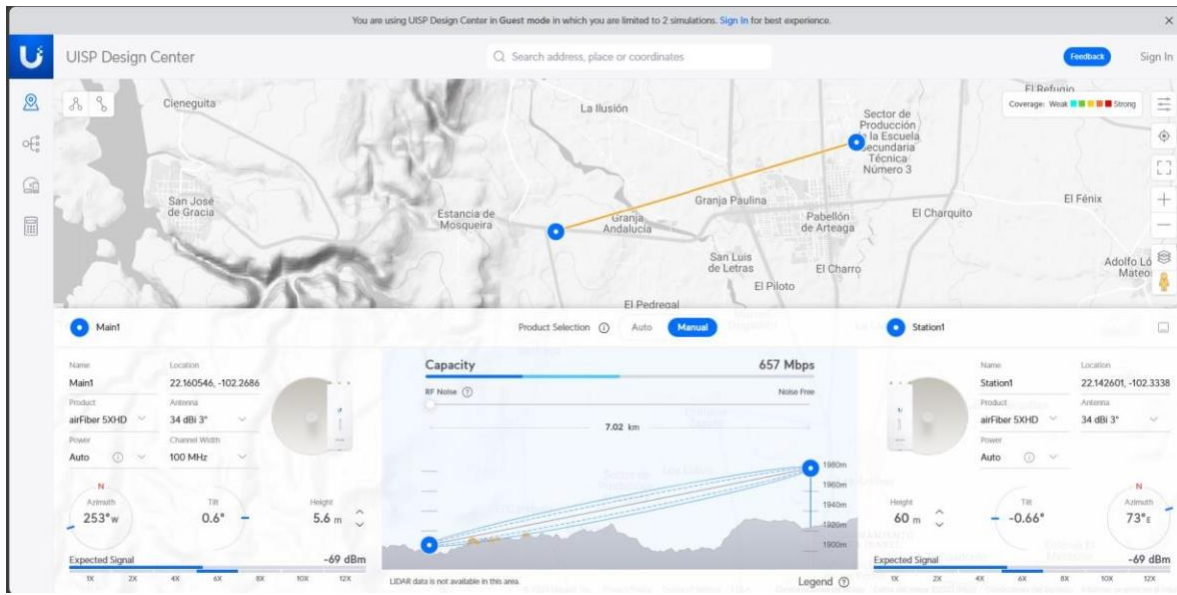 You are using UISP Design Center in Guest mode in which you are limited to 2 simulations. Sign In for best experience.
UISP Design Center
Search address, place or coordinates
Feedback
Sign In
Cieneguita
La Ilusión
El Refugio
Coverage: Weak Strong
Sector de
Producción
de la Escuela
Secundaria
Técnica
Número 3
San José
de Gracia
Estancia de
Mosqueira
Granja
Andalucía
Granja Paulina
Pabellón
de Arteaga
El Charquito
El Fénix
San Luis
de Letras
El Charro
El Piloto
Adolfo Ló
Mateo
El Pedregal
Main1
Product Selection
Auto
Manual
Station1
Name
Main1
Location
22.160546, -102.2686
Product
airFiber 5XHD
Antenna
34 dBi 3°
Power
Auto
Channel Width
100 MHz
N
Azimuth
253°W
Tilt
0.6°
Height
5.6 m
Expected Signal
-69 dBm
1X 2X 4X 6X 8X 10X 12X
Capacity
657 Mbps
RF Noise
Noise Free
7.02 km
1980m
1960m
1940m
1920m
1900m
LIDAR data is not available in this area.
Legend
Name
Station1
Location
22.142601, -102.3338
Product
airFiber 5XHD
Antenna
34 dBi 3°
Power
Auto
Height
60 m
Tilt
-0.66°
N
Azimuth
73°E
Expected Signal
-69 dBm
1X 2X 4X 6X 8X 10X 12X